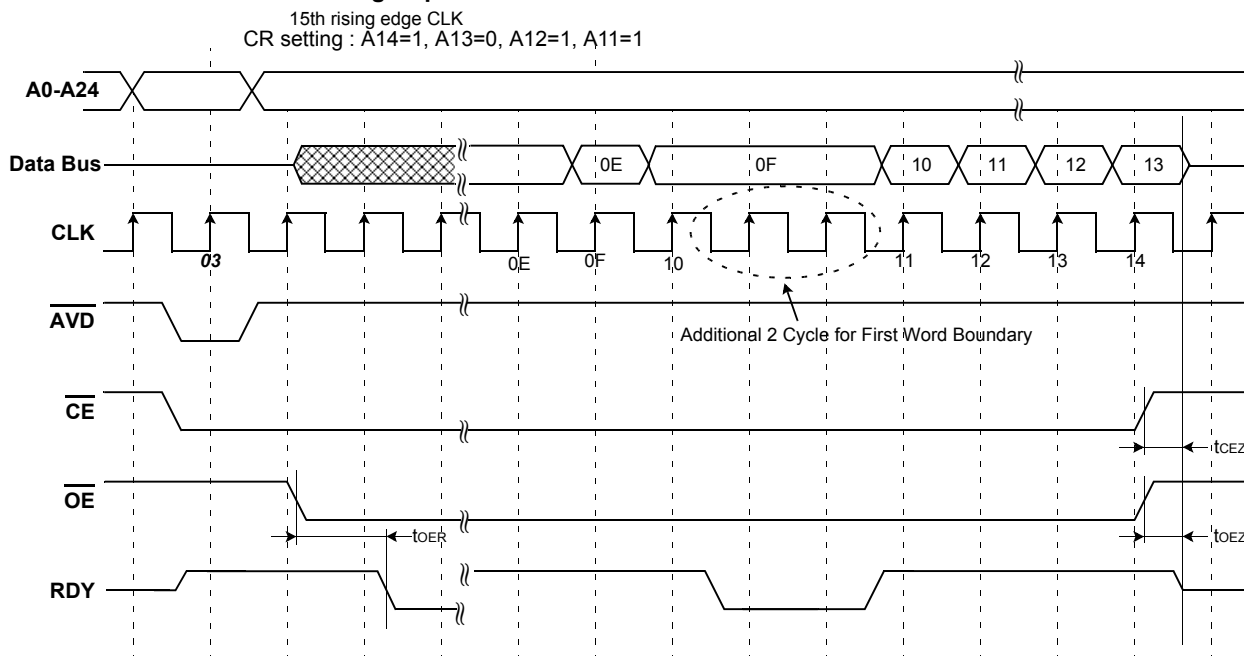 15th rising edge CLK
CR setting : A14=1, A13=0, A12=1, A11=1
A0-A24
Data Bus
0E 0F 10 11 12 13
CLK
03 0E 0F 10 11 12 13 14
AVD
Additional 2 Cycle for First Word Boundary
CE
tCEZ
OE
tOER
tOEZ
RDY